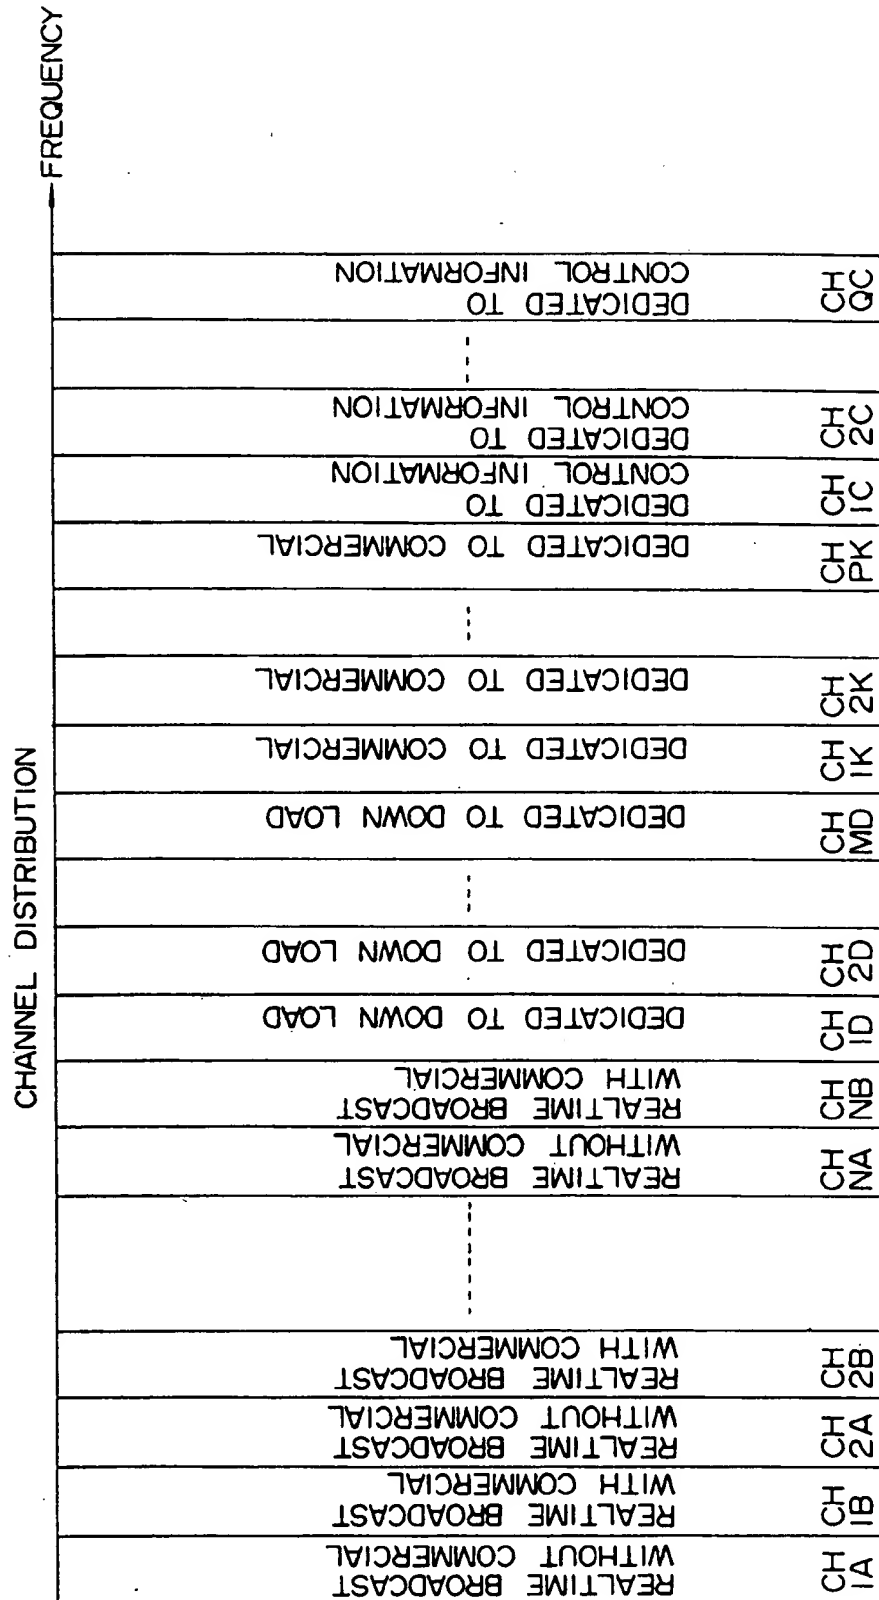 CHANNEL DISTRIBUTION
FREQUENCY
REALTIME BROADCAST
WITHOUT COMMERCIAL
CH
1A
REALTIME BROADCAST
WITH COMMERCIAL
CH
1B
REALTIME BROADCAST
WITHOUT COMMERCIAL
CH
2A
REALTIME BROADCAST
WITH COMMERCIAL
CH
2B
REALTIME BROADCAST
WITHOUT COMMERCIAL
CH
NA
REALTIME BROADCAST
WITH COMMERCIAL
CH
NB
DEDICATED TO DOWN LOAD
CH
1D
DEDICATED TO DOWN LOAD
CH
2D
DEDICATED TO DOWN LOAD
CH
MD
DEDICATED TO COMMERCIAL
CH
1K
DEDICATED TO COMMERCIAL
CH
2K
DEDICATED TO COMMERCIAL
CH
PK
DEDICATED TO
CONTROL INFORMATION
CH
1C
DEDICATED TO
CONTROL INFORMATION
CH
2C
DEDICATED TO
CONTROL INFORMATION
CH
QC